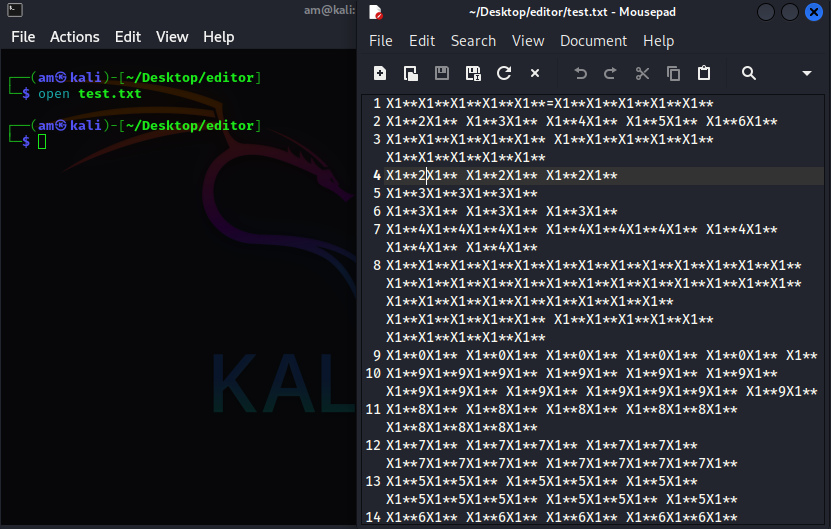 am@kali:
File Actions Edit View Help
┌──(am㉿kali)-[~/Desktop/editor]
└─$ open test.txt
┌──(am㉿kali)-[~/Desktop/editor]
└─$
KAL
~/Desktop/editor/test.txt - Mousepad
File Edit Search View Document Help
1 X1**X1**X1**X1**X1**=X1**X1**X1**X1**X1**
2 X1**2X1** X1**3X1** X1**4X1** X1**5X1** X1**6X1**
3 X1**X1**X1**X1**X1** X1**X1**X1**X1**X1**
X1**X1**X1**X1**X1**
4 X1**2X1** X1**2X1** X1**2X1**
5 X1**3X1**3X1**3X1**
6 X1**3X1** X1**3X1** X1**3X1**
7 X1**4X1**4X1**4X1** X1**4X1**4X1**4X1** X1**4X1**
X1**4X1** X1**4X1**
8 X1**X1**X1**X1**X1**X1**X1**X1**X1**X1**X1**X1**X1**
X1**X1**X1**X1**X1**X1**X1**X1**X1**X1**X1**X1**X1**
X1**X1**X1**X1**X1**X1**X1**X1**X1**
X1**X1**X1**X1**X1** X1**X1**X1**X1**X1**
X1**X1**X1**X1**X1**
9 X1**0X1** X1**0X1** X1**0X1** X1**0X1** X1**0X1** X1**
10 X1**9X1**9X1**9X1** X1**9X1** X1**9X1** X1**9X1**
X1**9X1**9X1** X1**9X1** X1**9X1**9X1**9X1** X1**9X1**
11 X1**8X1** X1**8X1** X1**8X1** X1**8X1**8X1**
X1**8X1**8X1**8X1**
12 X1**7X1** X1**7X1**7X1** X1**7X1**7X1**
X1**7X1**7X1**7X1** X1**7X1**7X1**7X1**7X1**
13 X1**5X1**5X1** X1**5X1**5X1** X1**5X1**
X1**5X1**5X1**5X1** X1**5X1**5X1** X1**5X1**
14 X1**6X1** X1**6X1** X1**6X1** X1**6X1**6X1**